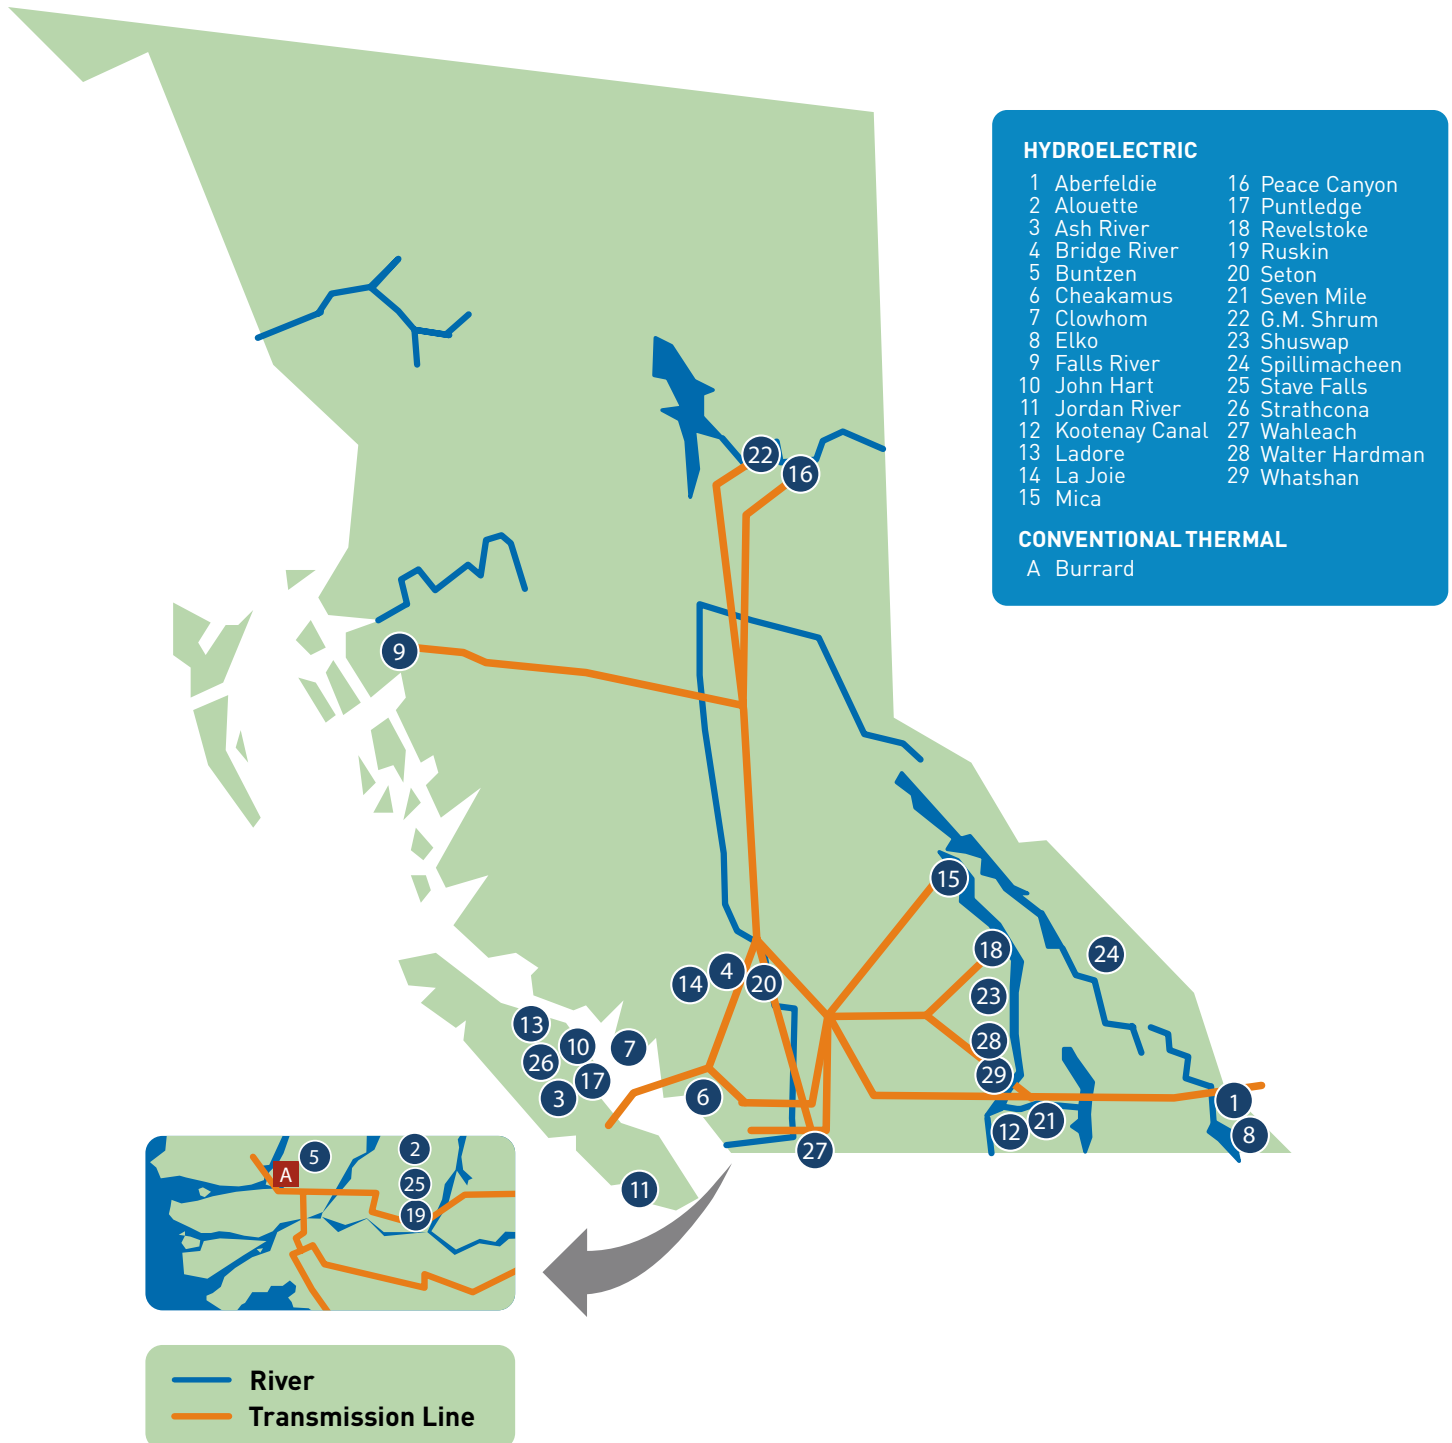 HYDROELECTRIC
1 Aberfeldie
2 Alouette
3 Ash River
4 Bridge River
5 Buntzen
6 Cheakamus
7 Clowhom
8 Elko
9 Falls River
10 John Hart
11 Jordan River
12 Kootenay Canal
13 Ladore
14 La Joie
15 Mica
16 Peace Canyon
17 Puntledge
18 Revelstoke
19 Ruskin
20 Seton
21 Seven Mile
22 G.M. Shrum
23 Shuswap
24 Spillimacheen
25 Stave Falls
26 Strathcona
27 Wahleach
28 Walter Hardman
29 Whatshan
CONVENTIONAL THERMAL
A Burrard
22
16
9
15
18
24
4
14
20
23
13
10
7
26
28
17
29
3
6
1
21
12
8
27
11
5
2
A
25
19
River
Transmission Line